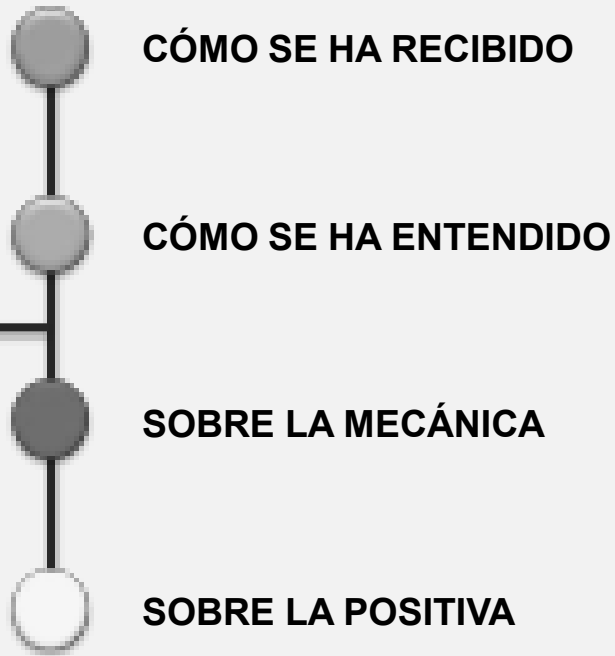 CÓMO SE HA RECIBIDO
CÓMO SE HA ENTENDIDO
SOBRE LA MECÁNICA
SOBRE LA POSITIVA